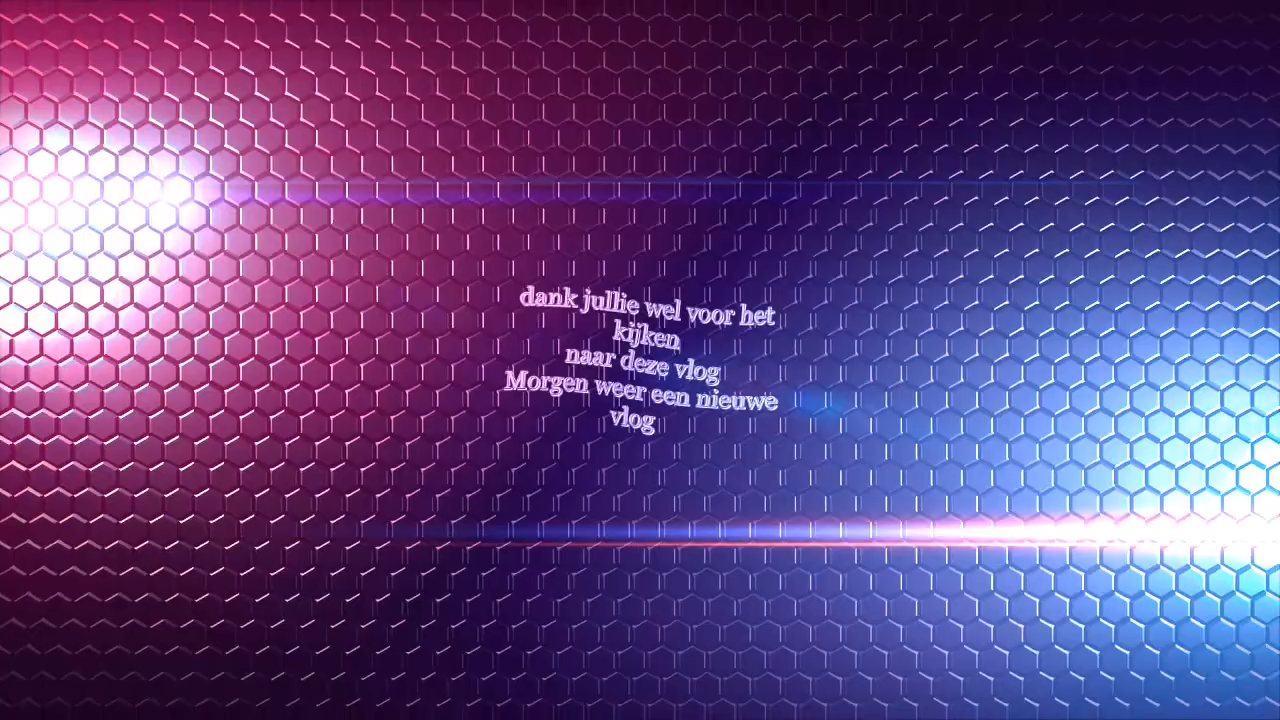 dank jullie wel voor het
kijken
naar deze vlog
Morgen weer een nieuwe
vlog